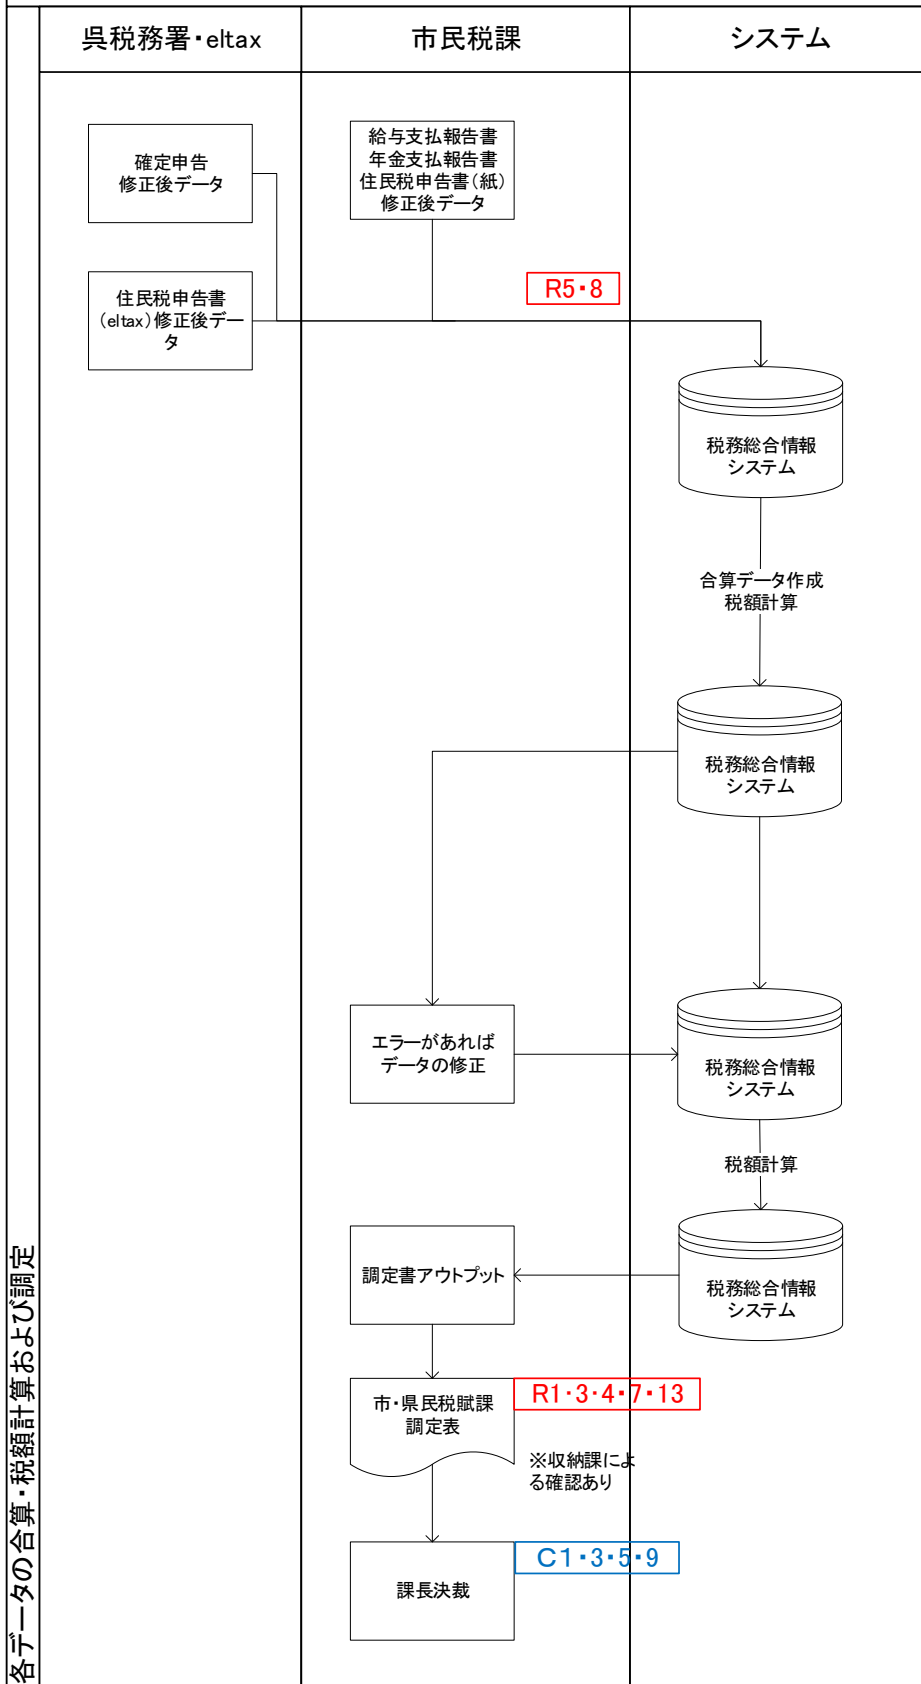 呉税務署・eltax
市民税課
システム
確定申告
修正後データ
給与支払報告書
年金支払報告書
住民税申告書(紙)
修正後データ
住民税申告書
(eltax)修正後デー
タ
R5・8
税務総合情報
システム
合算データ作成
税額計算
税務総合情報
システム
エラーがあれば
データの修正
税務総合情報
システム
税額計算
調定書アウトプット
税務総合情報
システム
市・県民税賦課
調定表
R1・3・4・7・13
※収納課によ
る確認あり
課長決裁
C1・3・5・9
各データの合算・税額計算および調定